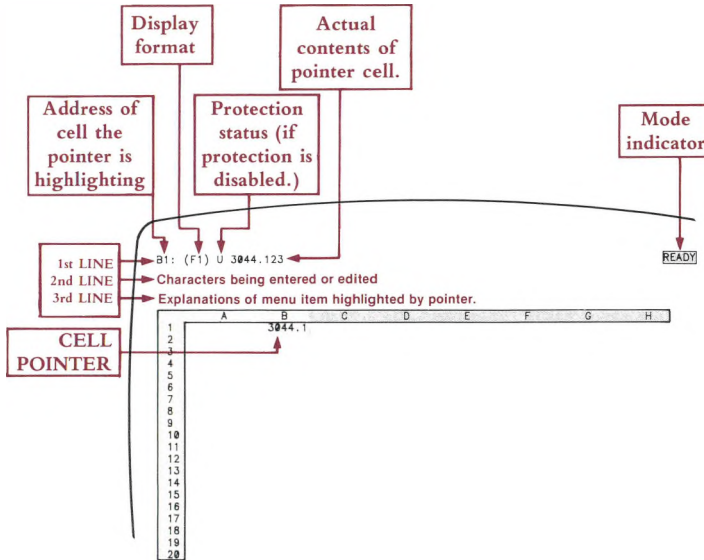 Display
format
Actual
contents of
pointer cell.
Address of
cell the
pointer is
highlighting
Protection
status (if
protection is
disabled.)
Mode
indicator
1st LINE B1: (F1) U 3044.123 READY
2nd LINE Characters being entered or edited
3rd LINE Explanations of menu item highlighted by pointer.
CELL
POINTER
A B C D E F G H
1 3044.1
2
3
4
5
6
7
8
9
10
11
12
13
14
15
16
17
18
19
20